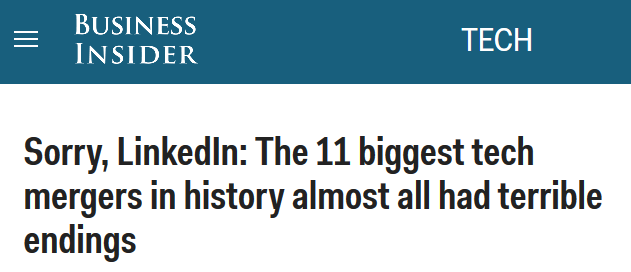 BUSINESS
INSIDER
TECH
Sorry, LinkedIn: The 11 biggest tech
mergers in history almost all had terrible
endings